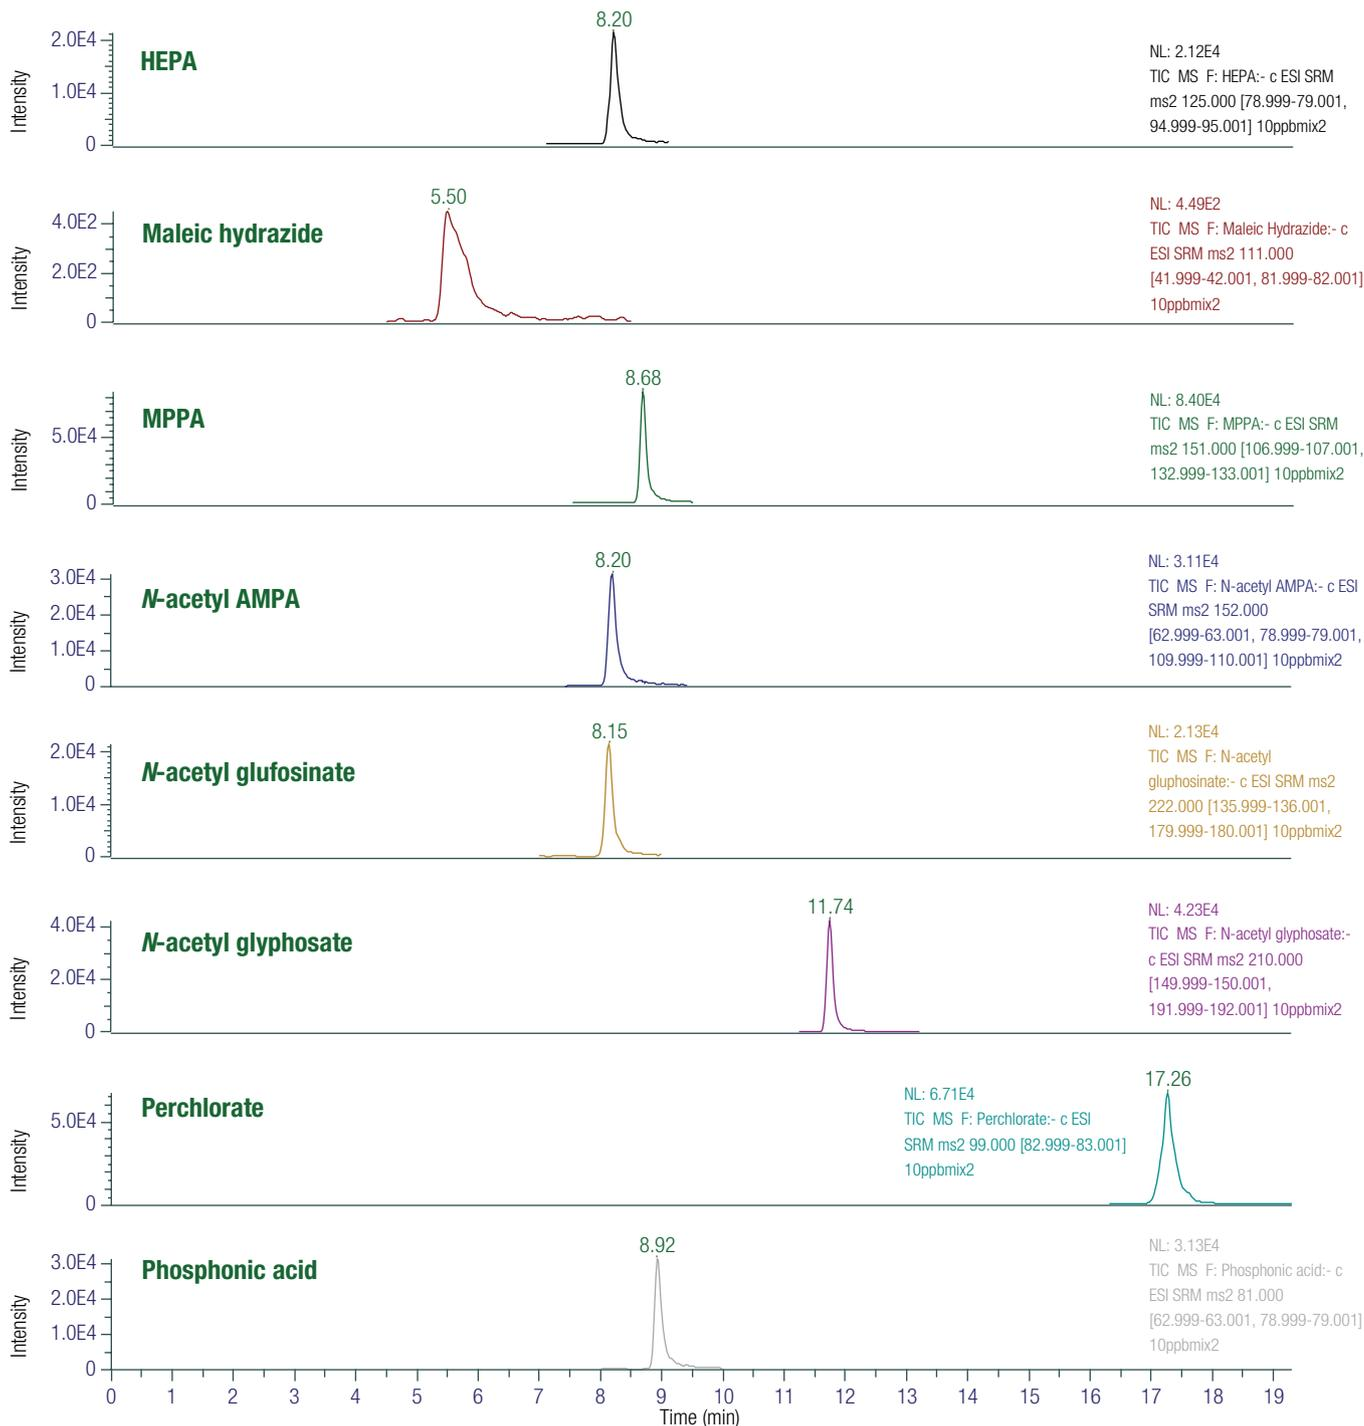 8.20
2.0E4
HEPA
1.0E4
0
Intensity
NL: 2.12E4
TIC MS F: HEPA:- c ESI SRM
ms2 125.000 [78.999-79.001,
94.999-95.001] 10ppbmix2
5.50
4.0E2
Maleic hydrazide
2.0E2
0
Intensity
NL: 4.49E2
TIC MS F: Maleic Hydrazide:- c
ESI SRM ms2 111.000
[41.999-42.001, 81.999-82.001]
10ppbmix2
8.68
MPPA
5.0E4
0
Intensity
NL: 8.40E4
TIC MS F: MPPA:- c ESI SRM
ms2 151.000 [106.999-107.001,
132.999-133.001] 10ppbmix2
8.20
3.0E4
N-acetyl AMPA
2.0E4
1.0E4
0
Intensity
NL: 3.11E4
TIC MS F: N-acetyl AMPA:- c ESI
SRM ms2 152.000
[62.999-63.001, 78.999-79.001,
109.999-110.001] 10ppbmix2
8.15
2.0E4
N-acetyl glufosinate
1.0E4
0
Intensity
NL: 2.13E4
TIC MS F: N-acetyl
gluphosinate:- c ESI SRM ms2
222.000 [135.999-136.001,
179.999-180.001] 10ppbmix2
11.74
4.0E4
N-acetyl glyphosate
2.0E4
0
Intensity
NL: 4.23E4
TIC MS F: N-acetyl glyphosate:-
c ESI SRM ms2 210.000
[149.999-150.001,
191.999-192.001] 10ppbmix2
17.26
Perchlorate
5.0E4
0
Intensity
NL: 6.71E4
TIC MS F: Perchlorate:- c ESI
SRM ms2 99.000 [82.999-83.001]
10ppbmix2
8.92
3.0E4
Phosphonic acid
2.0E4
1.0E4
0
Intensity
NL: 3.13E4
TIC MS F: Phosphonic acid:- c
ESI SRM ms2 81.000
[62.999-63.001, 78.999-79.001]
10ppbmix2
0 1 2 3 4 5 6 7 8 9 10 11 12 13 14 15 16 17 18 19
Time (min)